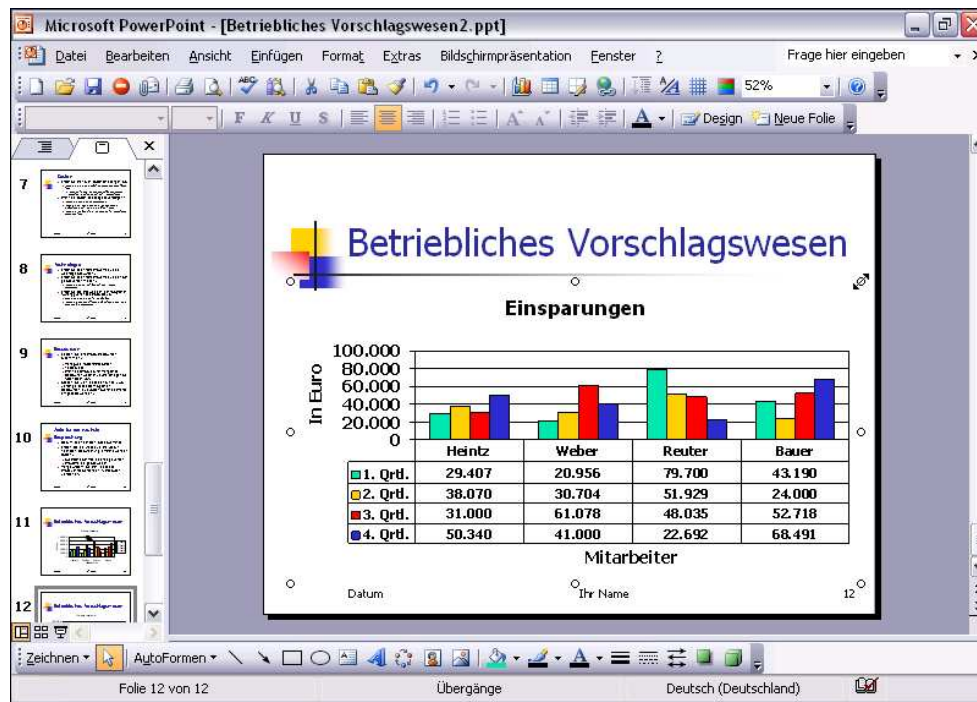 Microsoft PowerPoint - [Betriebliches Vorschlagswesen2.ppt]
Datei Bearbeiten Ansicht Einfügen Format Extras Bildschirmpräsentation Fenster ? Frage hier eingeben
52%
F K U S Design Neue Folie
7
8
9
10
11
12
Betriebliches Vorschlagswesen
Einsparungen
In Euro
100.000
80.000
60.000
40.000
20.000
0
Heintz Weber Reuter Bauer
1. Qrtl. 29.407 20.956 79.700 43.190
2. Qrtl. 38.070 30.704 51.929 24.000
3. Qrtl. 31.000 61.078 48.035 52.718
4. Qrtl. 50.340 41.000 22.692 68.491
Mitarbeiter
Datum Ihr Name 12
Zeichnen AutoFormen
Folie 12 von 12 Übergänge Deutsch (Deutschland)